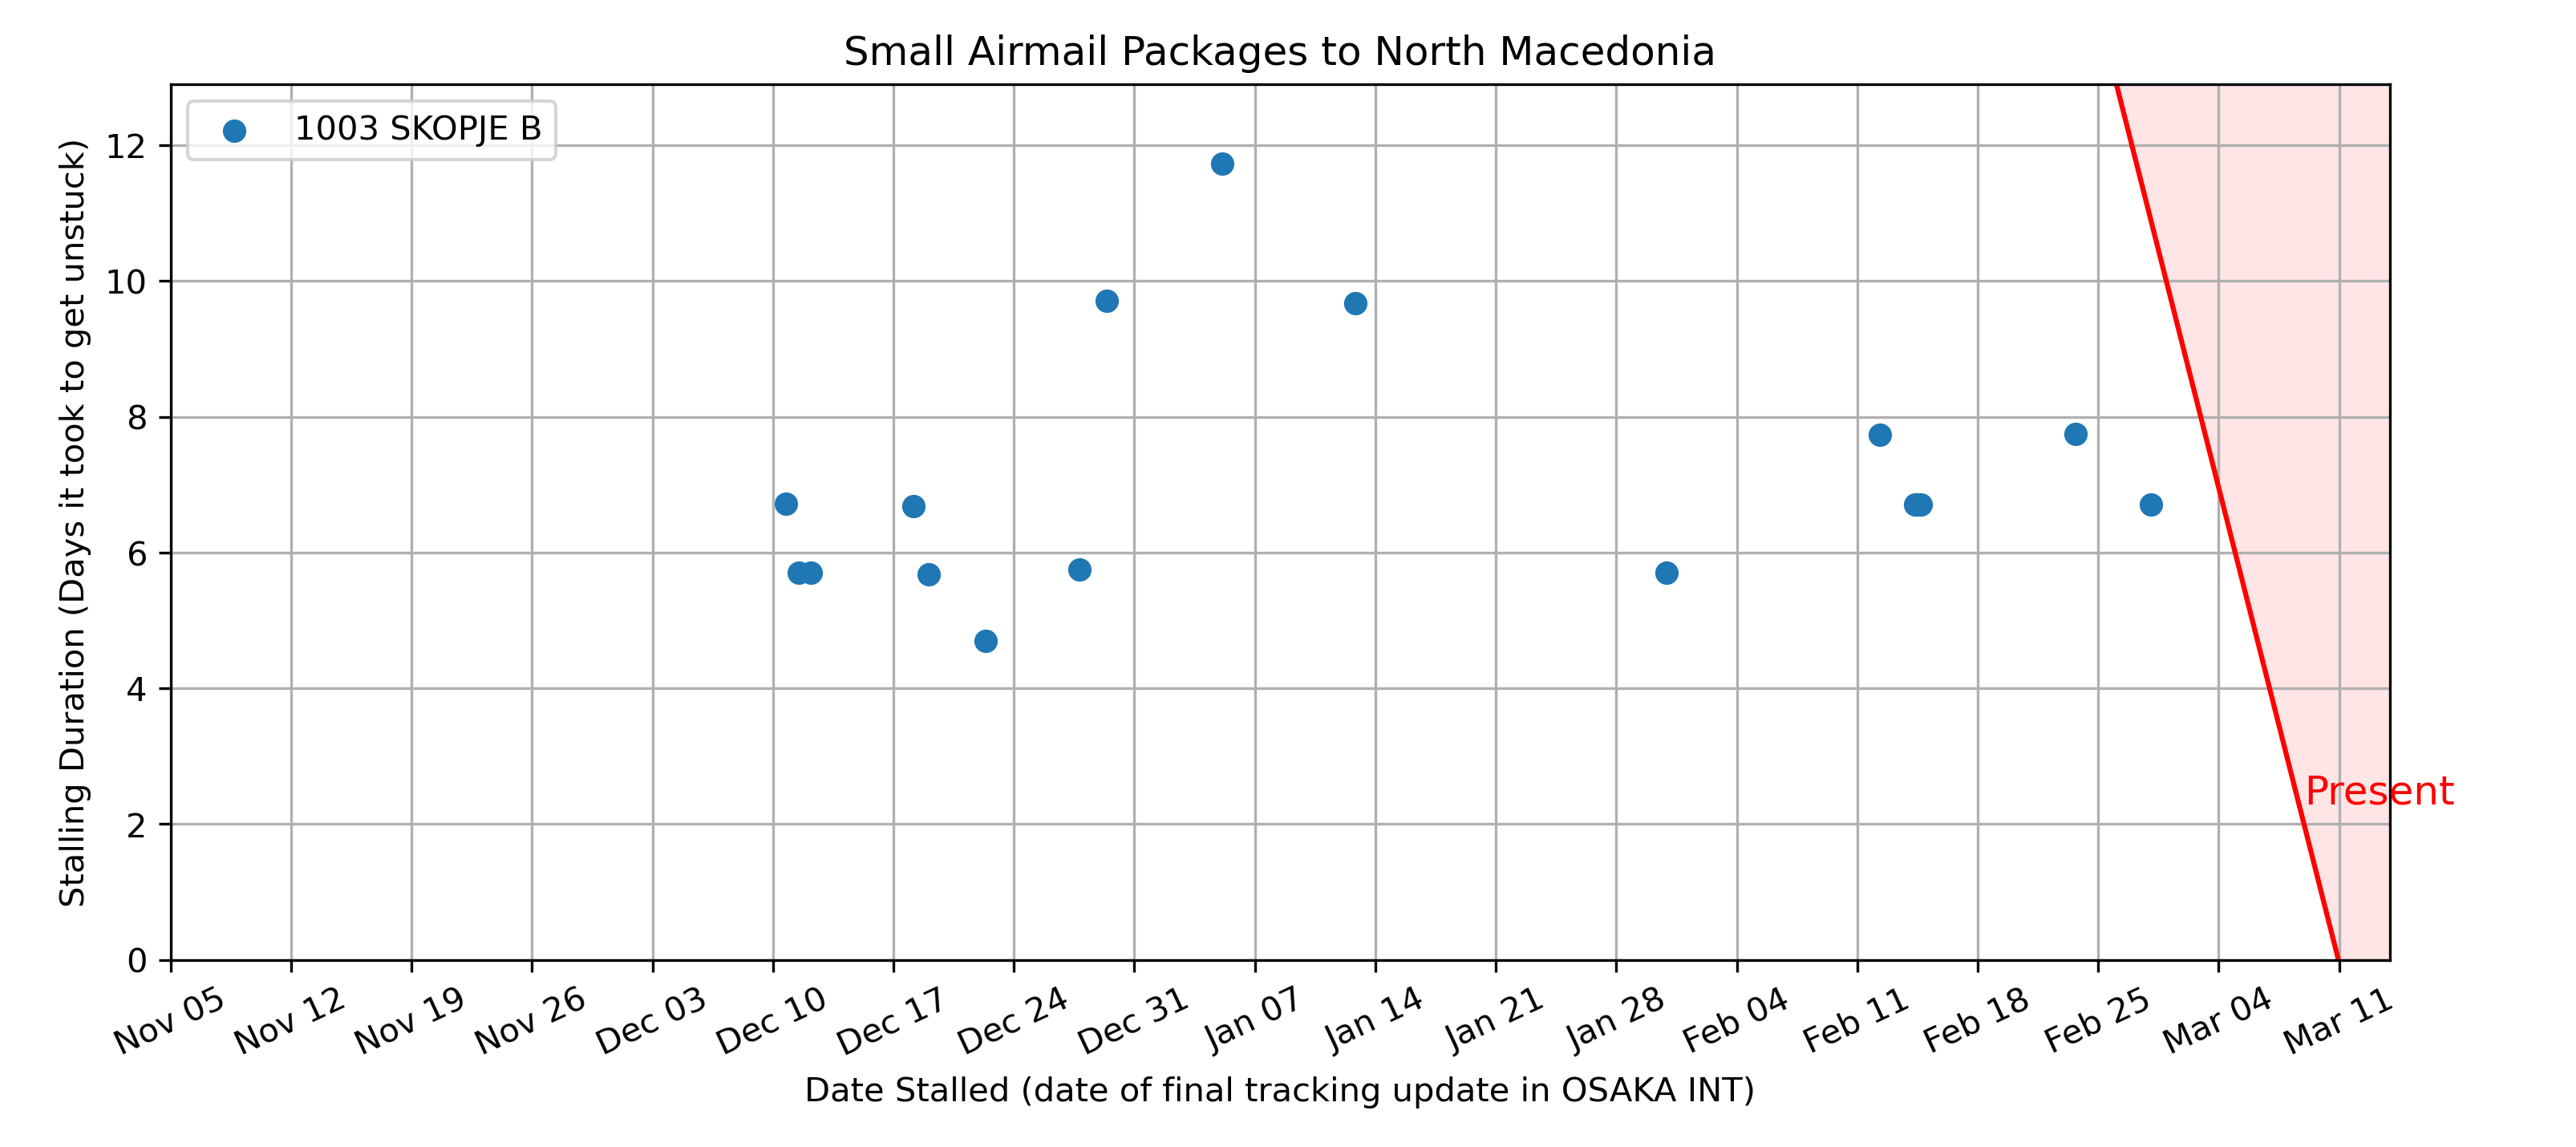 Small Airmail Packages to North Macedonia
1003 SKOPJE B
Stalling Duration (Days it took to get unstuck)
12
10
8
6
4
2
0
Present
Nov 05 Nov 12 Nov 19 Nov 26 Dec 03 Dec 10 Dec 17 Dec 24 Dec 31 Jan 07 Jan 14 Jan 21 Jan 28 Feb 04 Feb 11 Feb 18 Feb 25 Mar 04 Mar 11
Date Stalled (date of final tracking update in OSAKA INT)